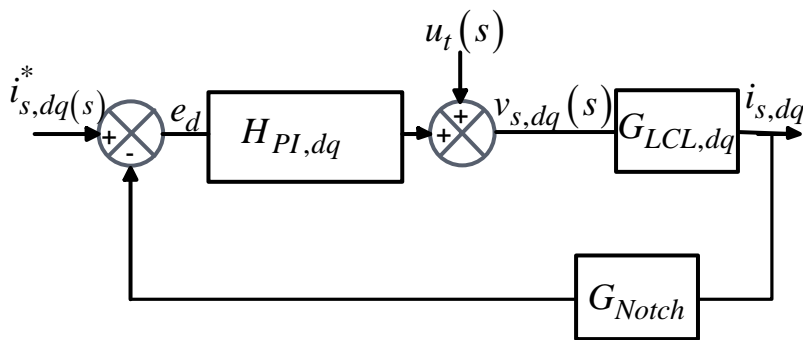 u_t(s)
i^*_{s,dq(s)}
e_d
H_{PI,dq}
v_{s,dq}(s)
G_{LCL,dq}
i_{s,dq}
+
-
+
+
G_{Notch}